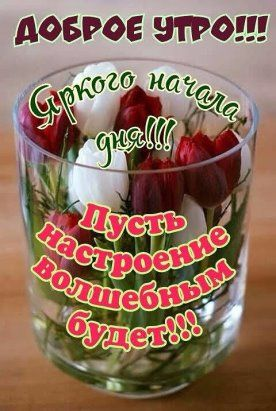 ДОБРОЕ УТРО!!!
Яркого начала
дня!!!
Пусть
настроение
волшебным
будет!!!